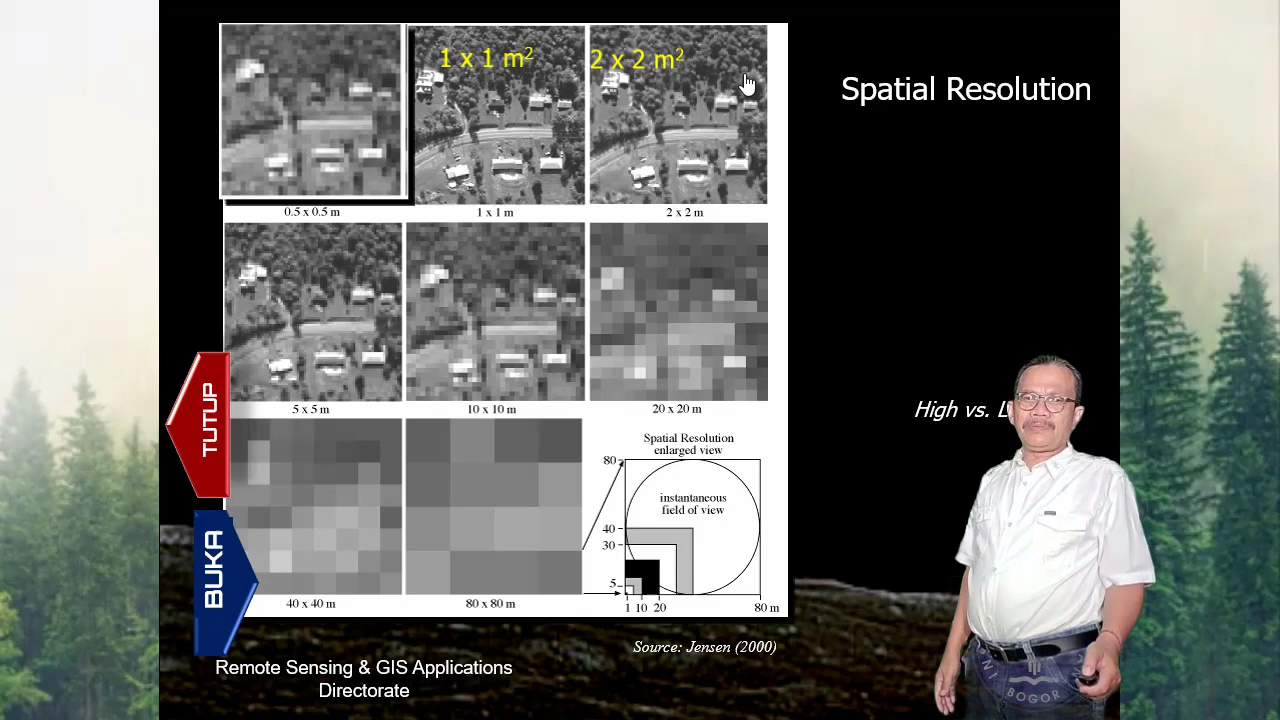 Spatial Resolution
1 x 1 m²
2 x 2 m²
0.5 x 0.5 m
1 x 1 m
2 x 2 m
5 x 5 m
10 x 10 m
20 x 20 m
TUTUP
BUKA
High vs. L
40 x 40 m
80 x 80 m
Spatial Resolution
enlarged view
80
instantaneous
field of view
40
30
5
1 10 20 80 m
Source: Jensen (2000)
Remote Sensing & GIS Applications
Directorate
NI BOGOR